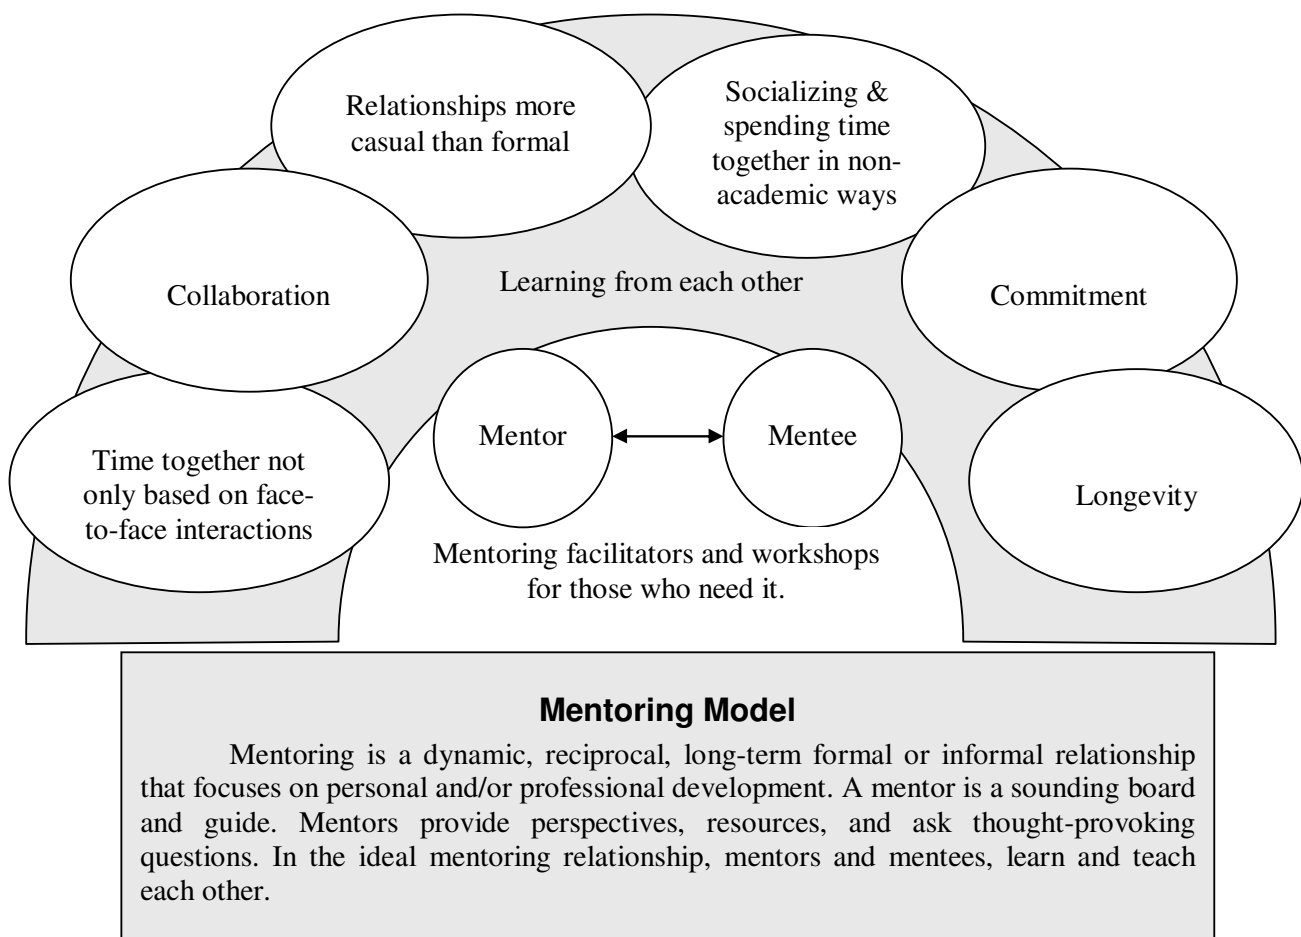 Relationships more
casual than formal
Socializing &
spending time
together in non-
academic ways
Collaboration
Learning from each other
Commitment
Time together not
only based on face-
to-face interactions
Mentor
Mentee
Longevity
Mentoring facilitators and workshops
for those who need it.
Mentoring Model
Mentoring is a dynamic, reciprocal, long-term formal or informal relationship
that focuses on personal and/or professional development. A mentor is a sounding board
and guide. Mentors provide perspectives, resources, and ask thought-provoking
questions. In the ideal mentoring relationship, mentors and mentees, learn and teach
each other.